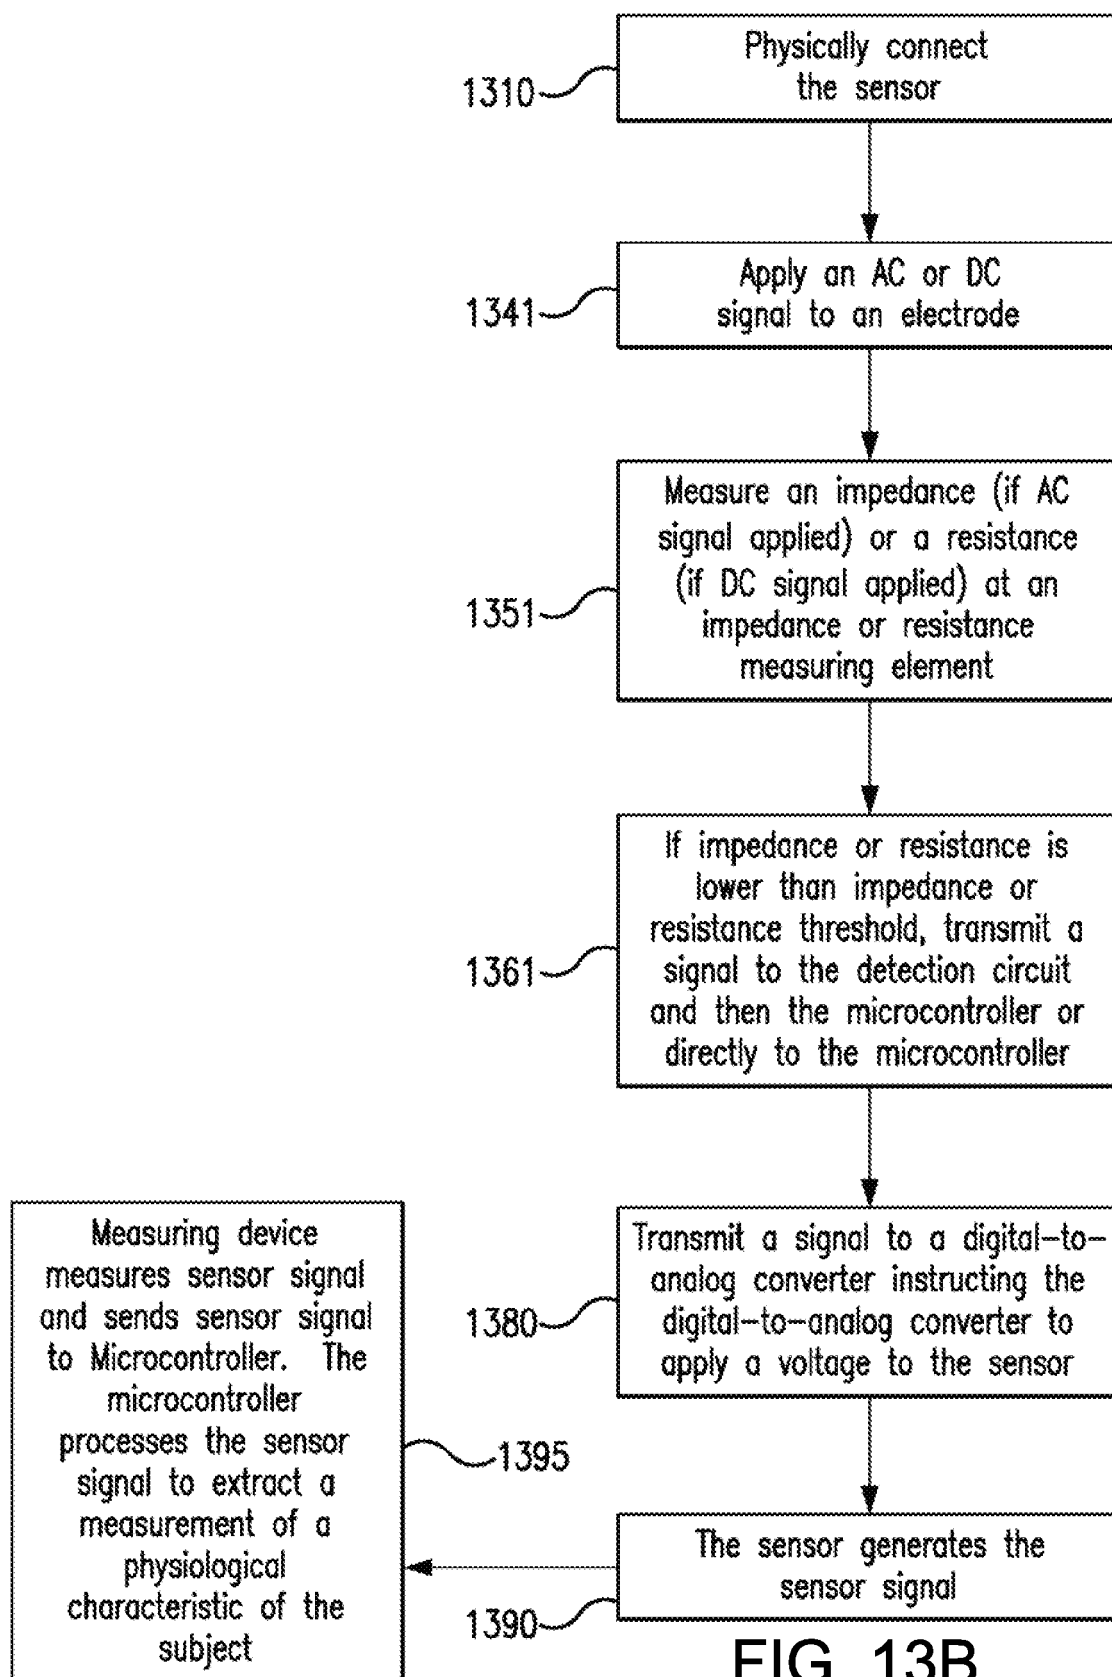 Physically connect
the sensor
1310
Apply an AC or DC
signal to an electrode
1341
Measure an impedance (if AC
signal applied) or a resistance
(if DC signal applied) at an
impedance or resistance
measuring element
1351
If impedance or resistance is
lower than impedance or
resistance threshold, transmit a
signal to the detection circuit
and then the microcontroller or
directly to the microcontroller
1361
Transmit a signal to a digital-to-
analog converter instructing the
digital-to-analog converter to
apply a voltage to the sensor
1380
The sensor generates the
sensor signal
1390
Measuring device
measures sensor signal
and sends sensor signal
to Microcontroller. The
microcontroller
processes the sensor
signal to extract a
measurement of a
physiological
characteristic of the
subject
1395
FIG. 13B